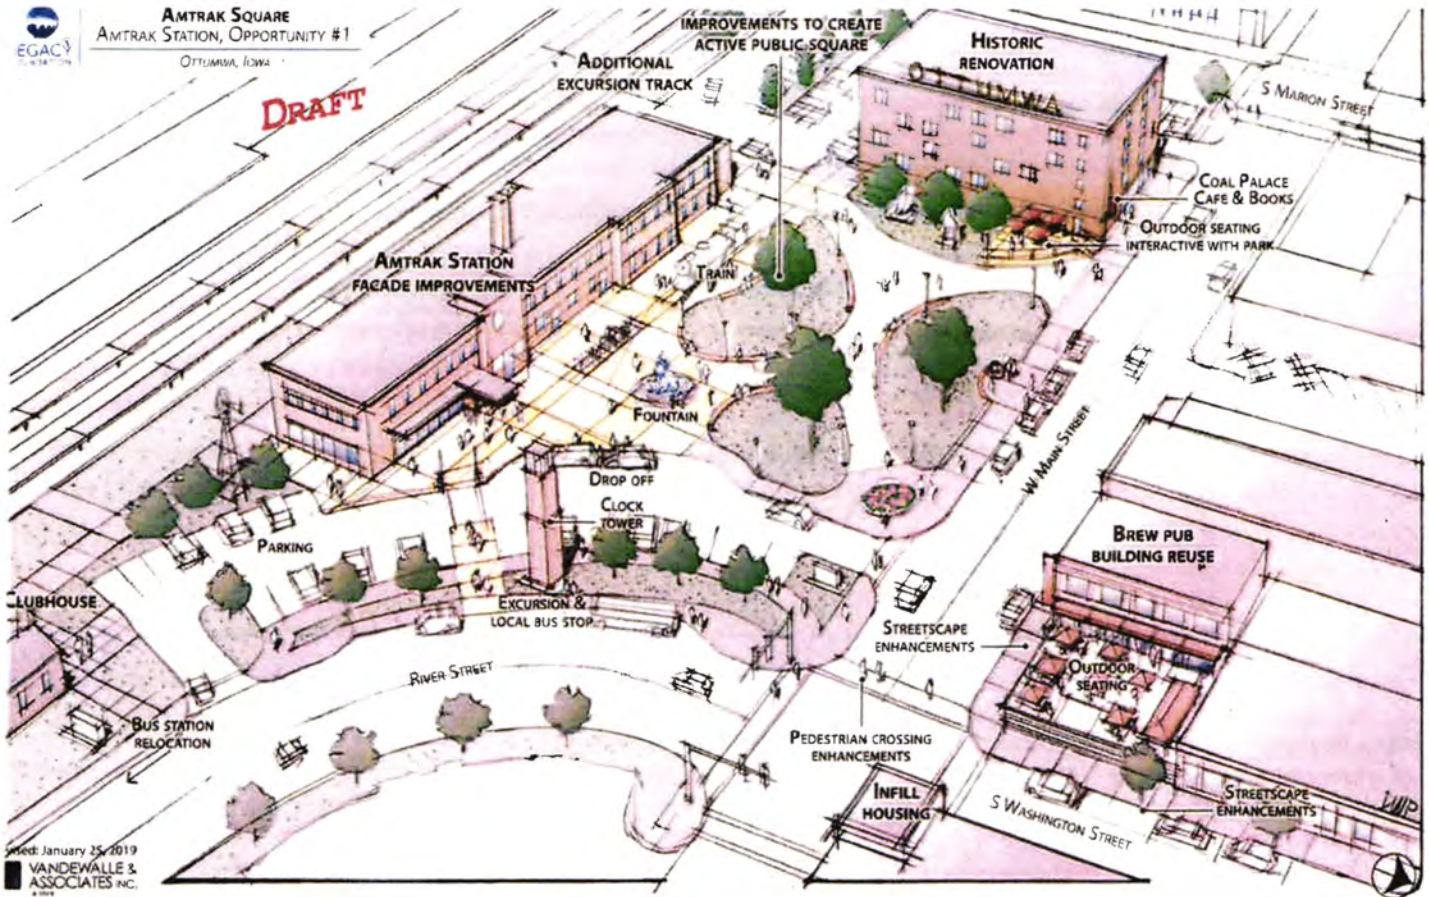 EGACY
AMTRAK SQUARE
AMTRAK STATION, OPPORTUNITY #1
OTTUMWA, IOWA
DRAFT
IMPROVEMENTS TO CREATE
ACTIVE PUBLIC SQUARE
ADDITIONAL
EXCURSION TRACK
HISTORIC
RENOVATION
OTTUMWA
S MARION STREET
COAL PALACE
CAFE & BOOKS
OUTDOOR SEATING
INTERACTIVE WITH PARK
AMTRAK STATION
FACADE IMPROVEMENTS
TRAIN
FOUNTAIN
W MAIN STREET
DROP OFF
CLOCK
TOWER
PARKING
BREW PUB
BUILDING REUSE
LUBHOUSE
EXCURSION &
LOCAL BUS STOP
STREETSCAPE
ENHANCEMENTS
OUTDOOR
SEATING
RIVER STREET
BUS STATION
RELOCATION
PEDESTRIAN CROSSING
ENHANCEMENTS
INFILL
HOUSING
S WASHINGTON STREET
STREETSCAPE
ENHANCEMENTS
January 25, 2019
VANDEWALLE &
ASSOCIATES INC.